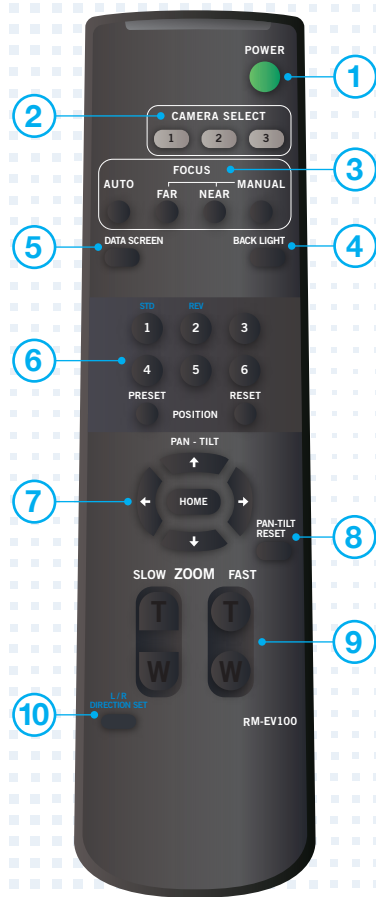 POWER
1
2
CAMERA SELECT
1 2 3
3
FOCUS
AUTO FAR NEAR MANUAL
5
DATA SCREEN BACK LIGHT
4
STD REV
1 2 3
6
4 5 6
PRESET RESET
POSITION
PAN - TILT
7
HOME
PAN-TILT
RESET
8
SLOW ZOOM FAST
T T
9
W W
10
L / R
DIRECTION SET
RM-EV100